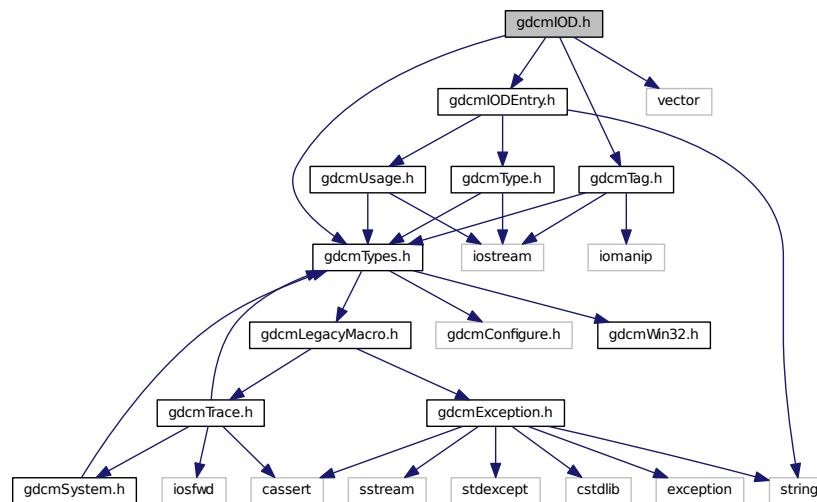 gdcmIOD.h
gdcmIODEntry.h
vector
gdcmUsage.h
gdcmType.h
gdcmTag.h
gdcmTypes.h
iostream
iomanip
gdcmLegacyMacro.h
gdcmConfigure.h
gdcmWin32.h
gdcmTrace.h
gdcmException.h
gdcmSystem.h
iosfwd
cassert
sstream
stdexcept
cstdlib
exception
string